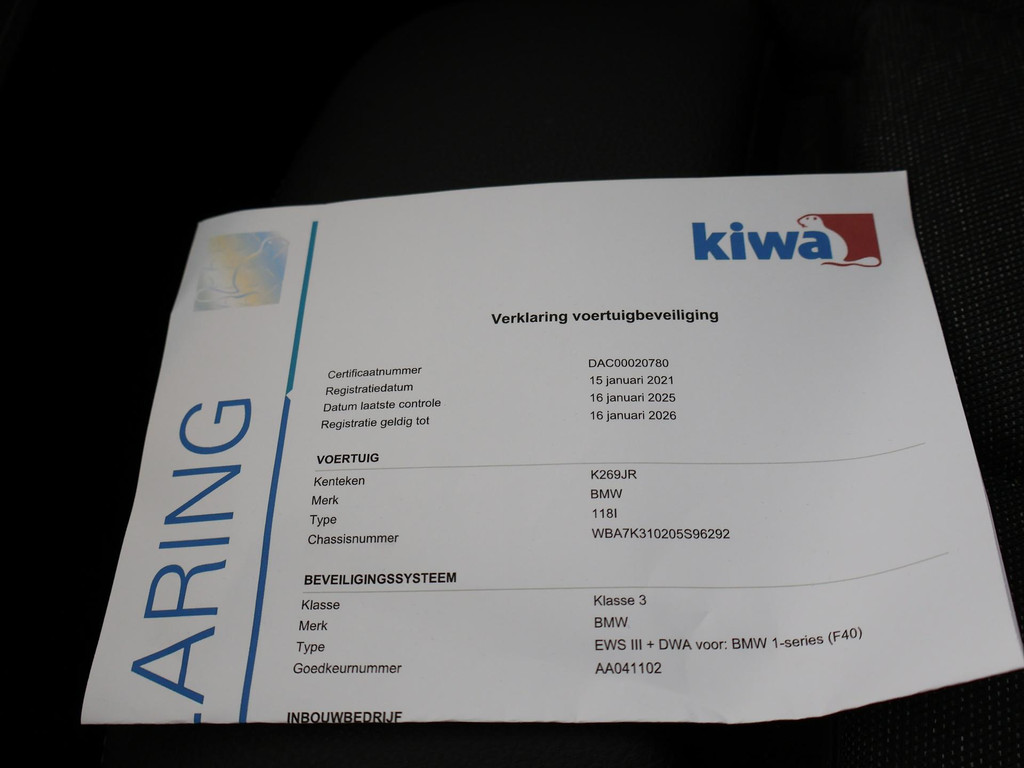 kiwa
Verklaring voertuigbeveiliging
Certificaatnummer DAC00020780
Registratiedatum 15 januari 2021
Datum laatste controle 16 januari 2025
Registratie geldig tot 16 januari 2026
VOERTUIG
Kenteken K269JR
Merk BMW
Type 118I
Chassisnummer WBA7K310205S96292
BEVEILIGINGSSYSTEEM
Klasse Klasse 3
Merk BMW
Type EWS III + DWA voor: BMW 1-series (F40)
Goedkeurnummer AA041102
INBOUWBEDRIJF
LARING